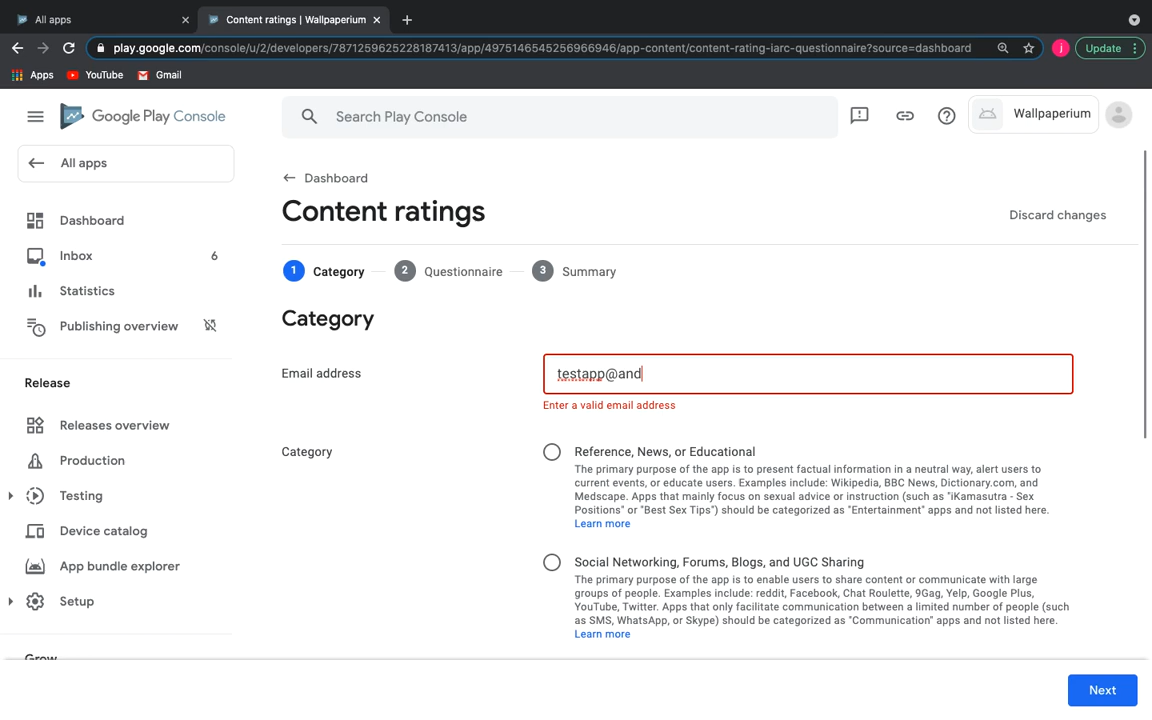 All apps
Content ratings | Wallpaperium
play.google.com/console/u/2/developers/7871259625228187413/app/4975146545256966946/app-content/content-rating-iarc-questionnaire?source=dashboard
j
Update
Apps
YouTube
Gmail
Google Play Console
Search Play Console
Wallpaperium
All apps
Dashboard
Inbox
6
Statistics
Publishing overview
Release
Releases overview
Production
Testing
Device catalog
App bundle explorer
Setup
Grow
Dashboard
Content ratings
Discard changes
1 Category
2 Questionnaire
3 Summary
Category
Email address
testapp@and
Enter a valid email address
Category
Reference, News, or Educational
The primary purpose of the app is to present factual information in a neutral way, alert users to
current events, or educate users. Examples include: Wikipedia, BBC News, Dictionary.com, and
Medscape. Apps that mainly focus on sexual advice or instruction (such as "iKamasutra - Sex
Positions" or "Best Sex Tips") should be categorized as "Entertainment" apps and not listed here.
Learn more
Social Networking, Forums, Blogs, and UGC Sharing
The primary purpose of the app is to enable users to share content or communicate with large
groups of people. Examples include: reddit, Facebook, Chat Roulette, 9Gag, Yelp, Google Plus,
YouTube, Twitter. Apps that only facilitate communication between a limited number of people (such
as SMS, WhatsApp, or Skype) should be categorized as "Communication" apps and not listed here.
Learn more
Next